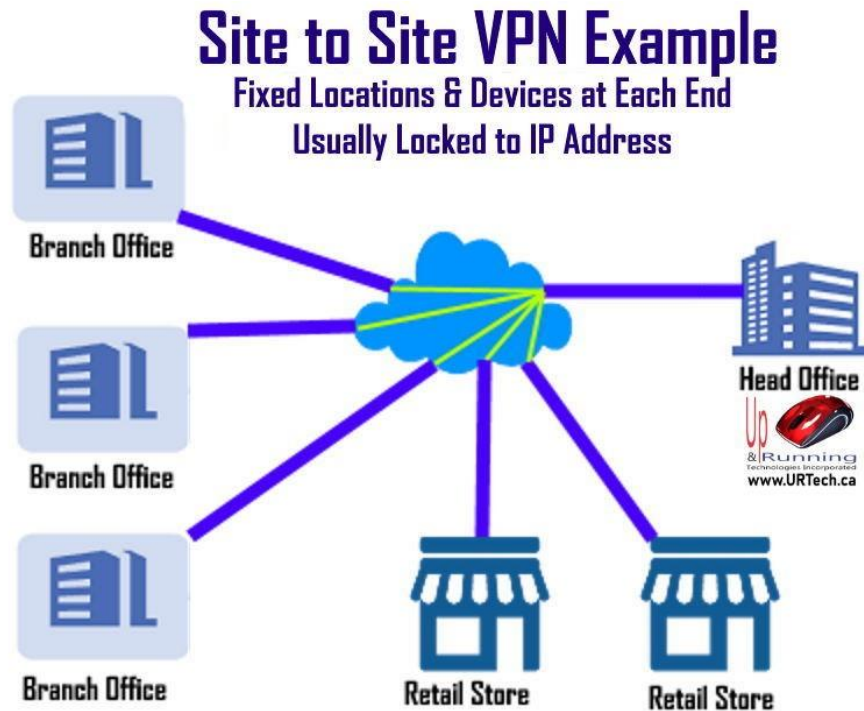 Site to Site VPN Example
Fixed Locations & Devices at Each End
Usually Locked to IP Address
Branch Office
Branch Office
Branch Office
Retail Store
Retail Store
Head Office
Up
& Running
Technologies Incorporated
www.URTech.ca